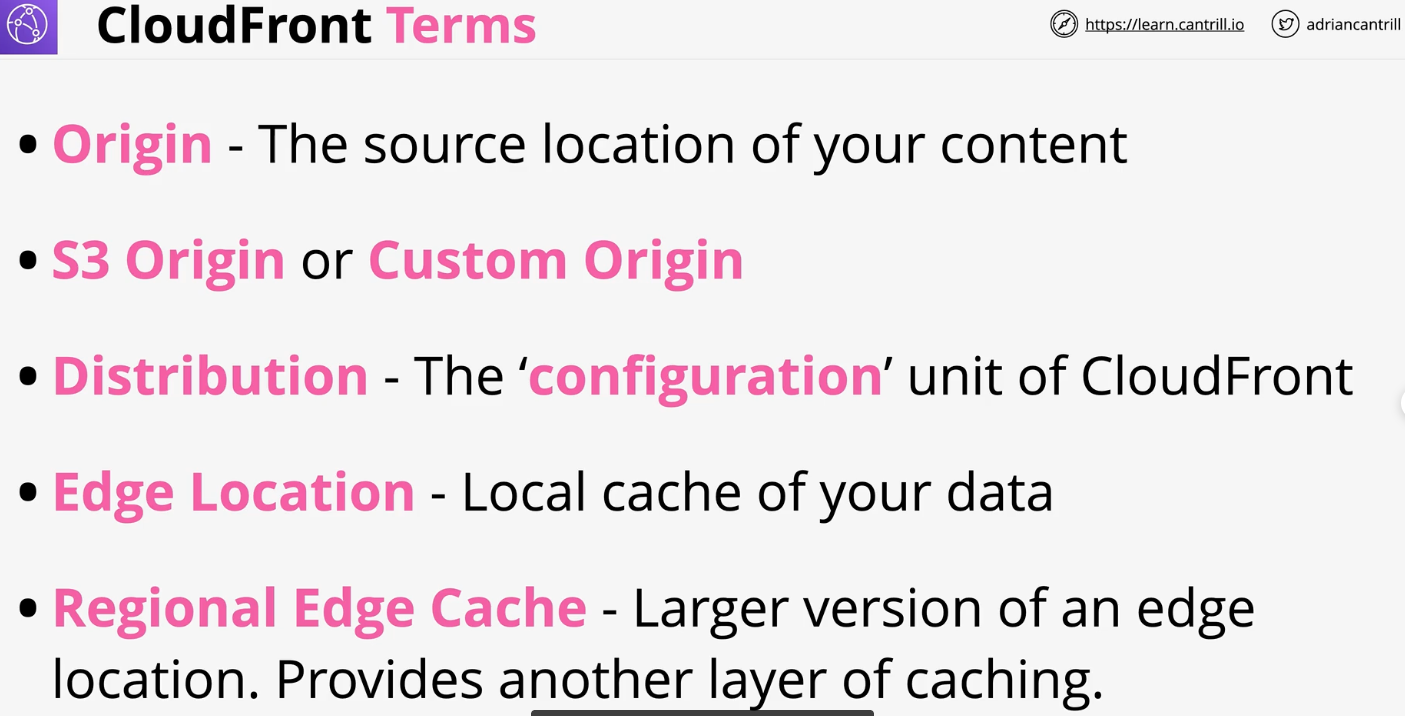 CloudFront Terms
https://learn.cantrill.io
adriancantrill
• Origin - The source location of your content
• S3 Origin or Custom Origin
• Distribution - The ‘configuration’ unit of CloudFront
• Edge Location - Local cache of your data
• Regional Edge Cache - Larger version of an edge
location. Provides another layer of caching.